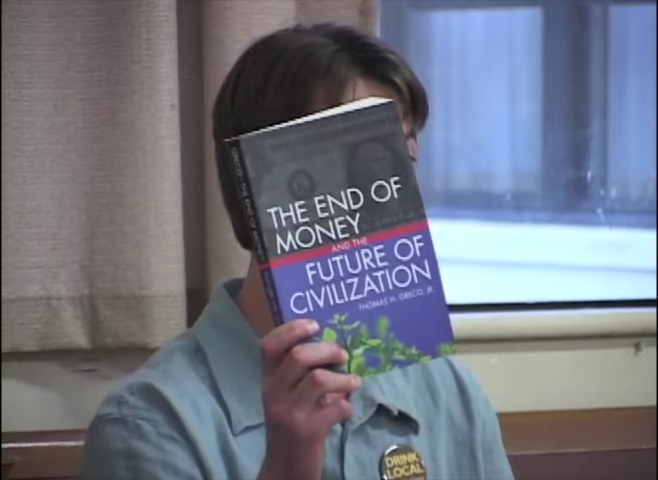 THE END OF
MONEY
AND THE
FUTURE OF
CIVILIZATION
THOMAS H. GRECO, JR.
DRINK
LOCAL